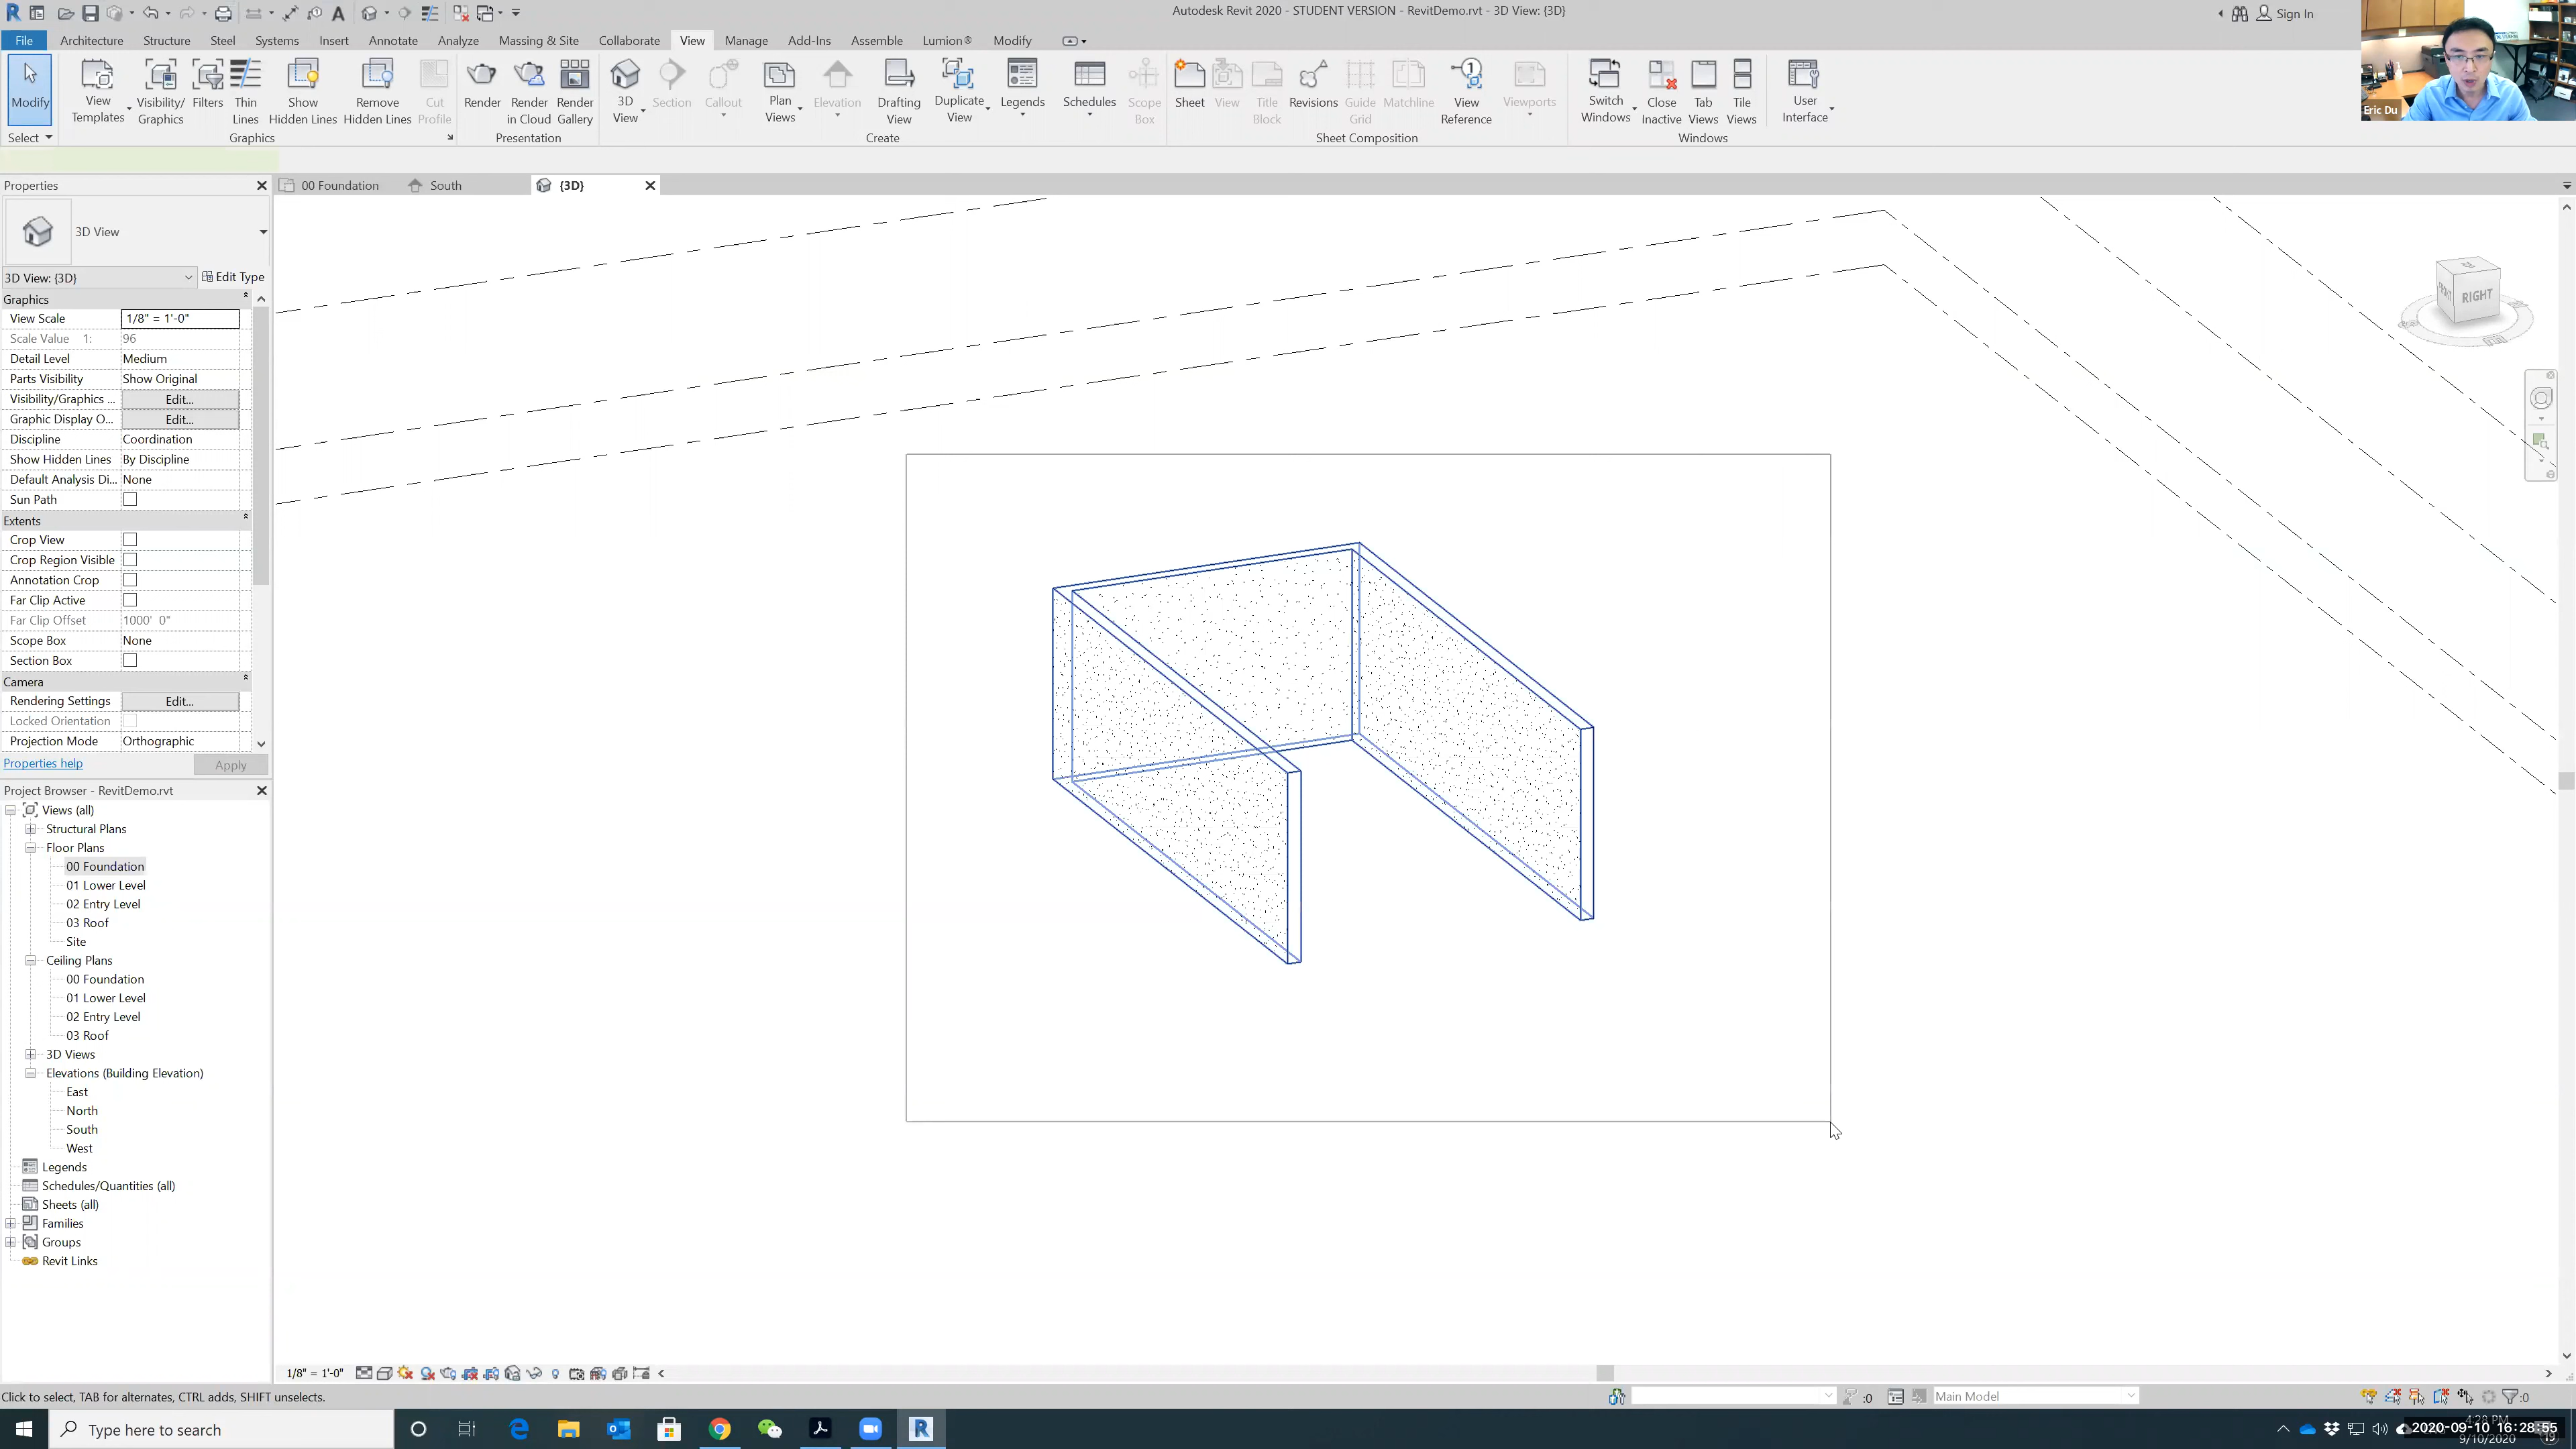 Autodesk Revit 2020 - STUDENT VERSION - RevitDemo.rvt - 3D View: {3D}
Sign In
File Architecture Structure Steel Systems Insert Annotate Analyze Massing & Site Collaborate View Manage Add-Ins Assemble Lumion® Modify
Modify
View Templates
Visibility/ Graphics
Filters
Thin Lines
Show Hidden Lines
Remove Hidden Lines
Cut Profile
Render
Render in Cloud
Render Gallery
3D View
Section
Callout
Plan Views
Elevation
Drafting View
Duplicate View
Legends
Schedules
Scope Box
Sheet
View
Title Block
Revisions
Guide Grid
Matchline
View Reference
Viewports
Switch Windows
Close Inactive
Tab Views
Tile Views
User Interface
Eric Du
Select Graphics Presentation Create Sheet Composition Windows
Properties
00 Foundation South {3D}
3D View
3D View: {3D} Edit Type
Graphics
View Scale 1/8" = 1'-0"
Scale Value 1: 96
Detail Level Medium
Parts Visibility Show Original
Visibility/Graphics ... Edit...
Graphic Display O... Edit...
Discipline Coordination
Show Hidden Lines By Discipline
Default Analysis Di... None
Sun Path
Extents
Crop View
Crop Region Visible
Annotation Crop
Far Clip Active
Far Clip Offset 1000' 0"
Scope Box None
Section Box
Camera
Rendering Settings Edit...
Locked Orientation
Projection Mode Orthographic
Properties help Apply
RIGHT
Project Browser - RevitDemo.rvt
Views (all)
Structural Plans
Floor Plans
00 Foundation
01 Lower Level
02 Entry Level
03 Roof
Site
Ceiling Plans
00 Foundation
01 Lower Level
02 Entry Level
03 Roof
3D Views
Elevations (Building Elevation)
East
North
South
West
Legends
Schedules/Quantities (all)
Sheets (all)
Families
Groups
Revit Links
1/8" = 1'-0"
Click to select, TAB for alternates, CTRL adds, SHIFT unselects.
:0 Main Model :0
Type here to search
4:28 PM
2020-09-10 16:28:55
9/10/2020